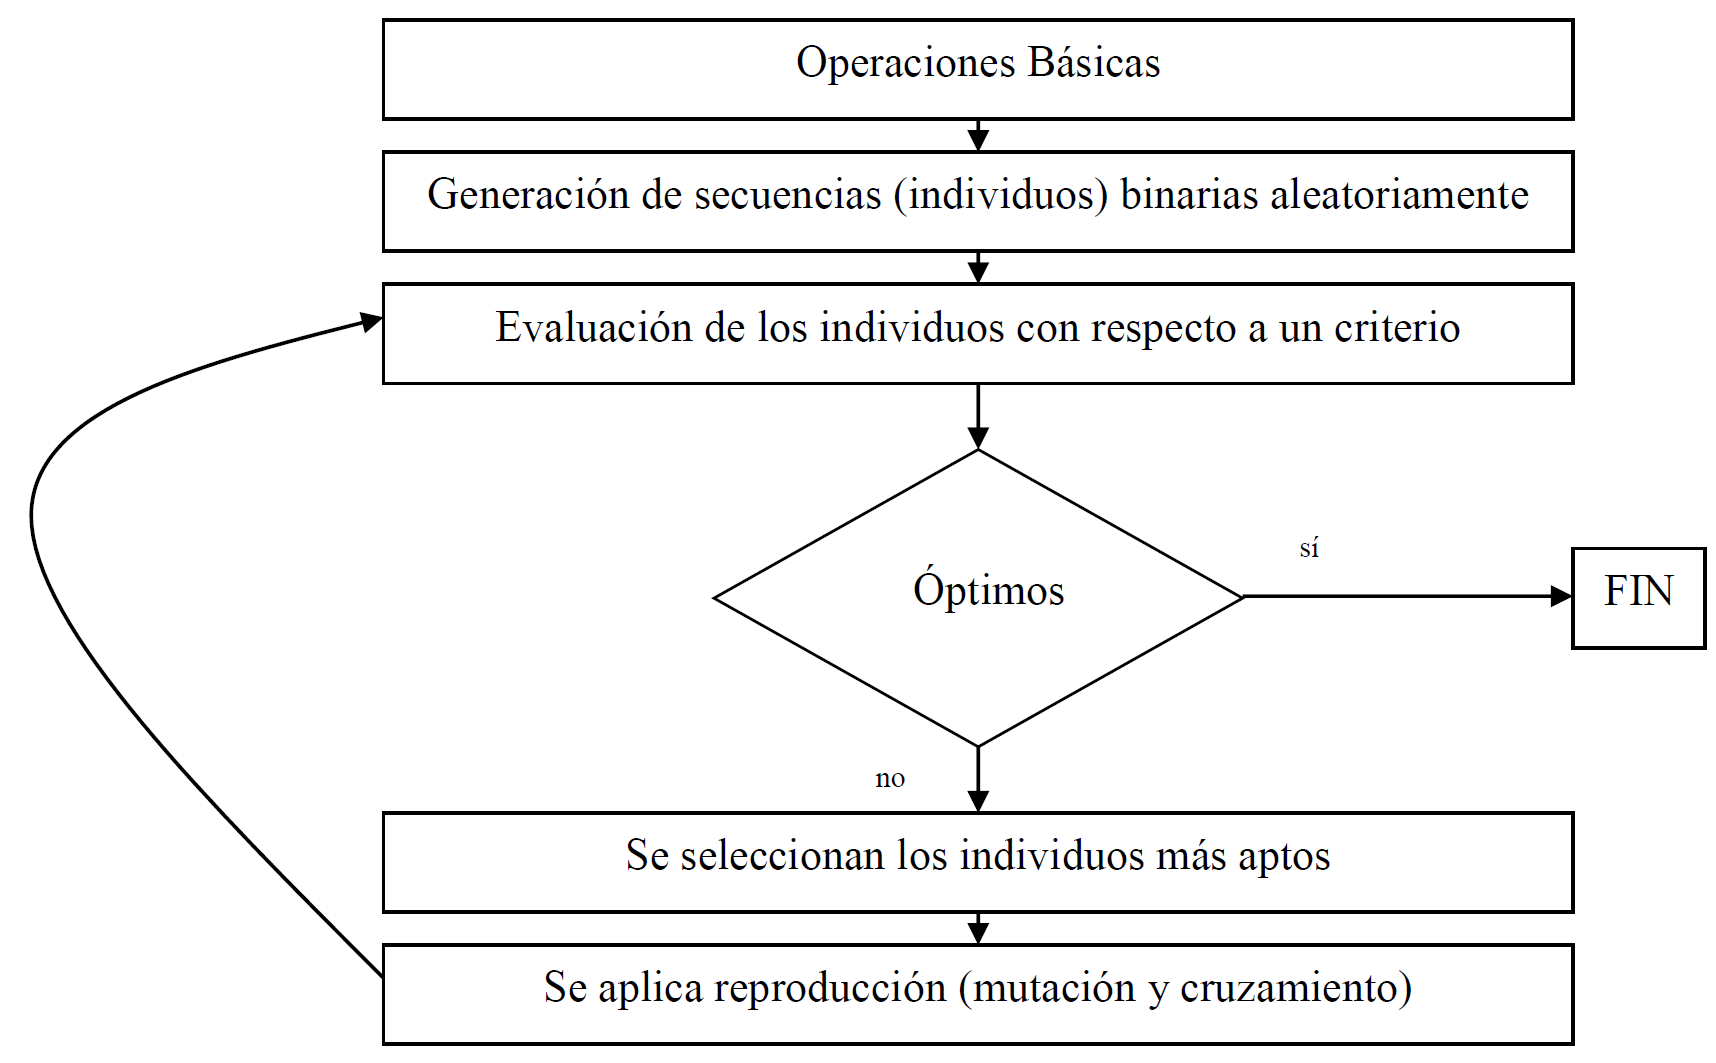 Operaciones Básicas
Generación de secuencias (individuos) binarias aleatoriamente
Evaluación de los individuos con respecto a un criterio
Óptimos
sí
FIN
no
Se seleccionan los individuos más aptos
Se aplica reproducción (mutación y cruzamiento)